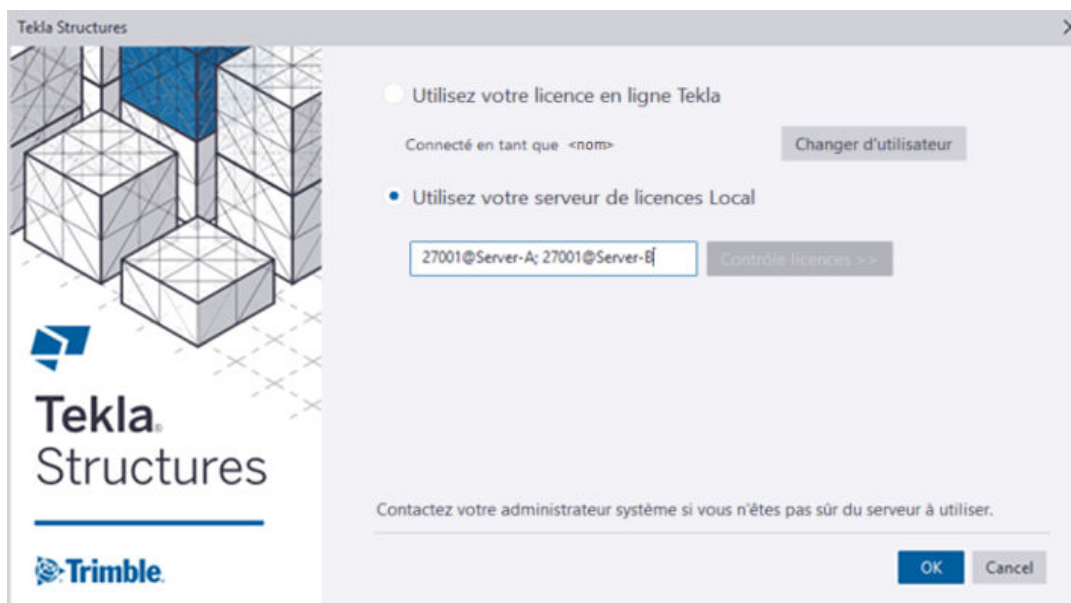 Tekla Structures
Utilisez votre licence en ligne Tekla
Connecté en tant que <nom>
Changer d'utilisateur
Utilisez votre serveur de licences Local
27001@Server-A; 27001@Server-B
Contrôle licences >>
Tekla®
Structures
Contactez votre administrateur système si vous n'êtes pas sûr du serveur à utiliser.
Trimble.
OK
Cancel